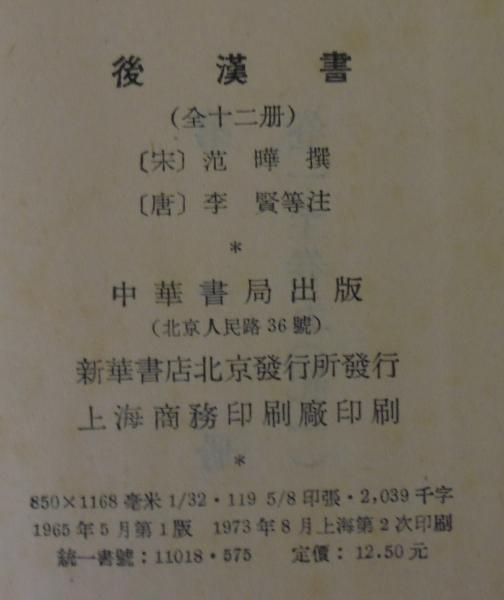 後漢書
(全十二册)
〔宋〕范曄撰
〔唐〕李賢等注
*
中華書局出版
(北京人民路36號)
新華書店北京發行所發行
上海商務印刷廠印刷
*
850×1168毫米1/32·119 5/8印張·2,039千字
1965年5月第1版 1973年8月上海第2次印刷
統一書號:11018·575 定價:12.50元